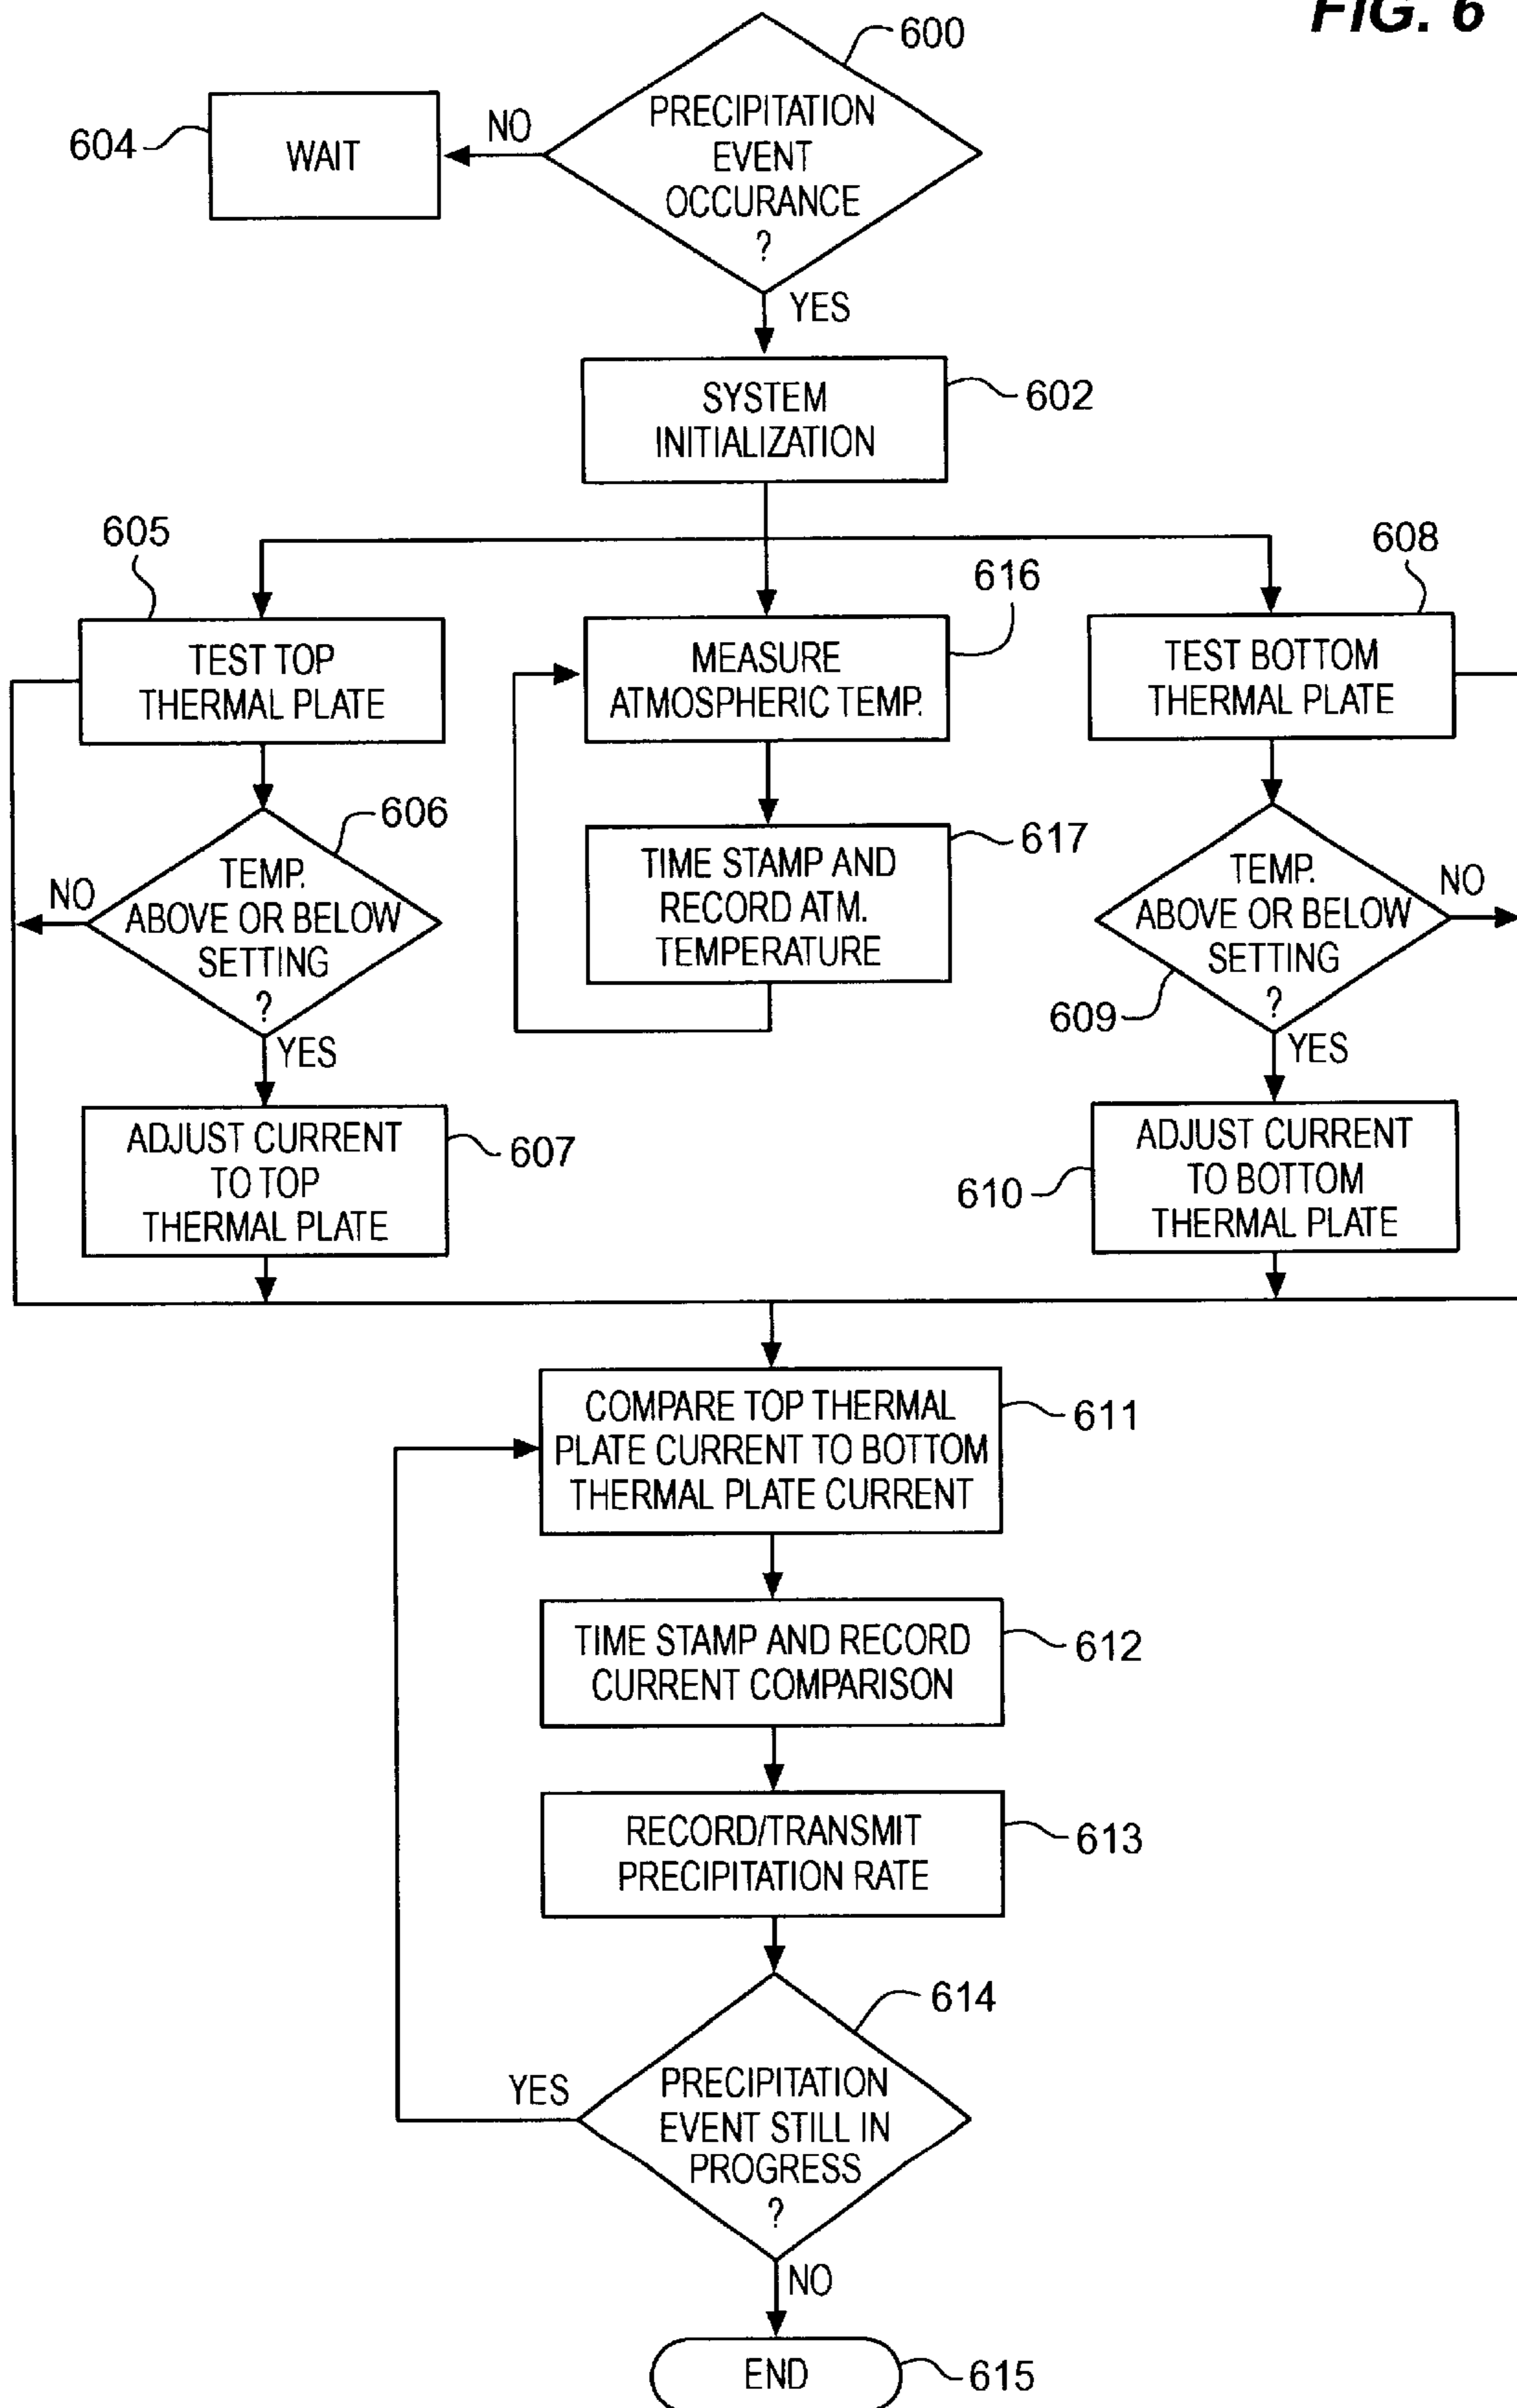 FIG. 6
600
PRECIPITATION
EVENT
OCCURANCE
?
NO
604
WAIT
YES
SYSTEM
INITIALIZATION
602
605
616
608
TEST TOP
THERMAL PLATE
MEASURE
ATMOSPHERIC TEMP.
TEST BOTTOM
THERMAL PLATE
606
TEMP.
ABOVE OR BELOW
SETTING
?
NO
YES
617
TIME STAMP AND
RECORD ATM.
TEMPERATURE
TEMP.
ABOVE OR BELOW
SETTING
?
NO
609
YES
ADJUST CURRENT
TO TOP
THERMAL PLATE
607
ADJUST CURRENT
TO BOTTOM
THERMAL PLATE
610
COMPARE TOP THERMAL
PLATE CURRENT TO BOTTOM
THERMAL PLATE CURRENT
611
TIME STAMP AND RECORD
CURRENT COMPARISON
612
RECORD/TRANSMIT
PRECIPITATION RATE
613
614
YES
PRECIPITATION
EVENT STILL IN
PROGRESS
?
NO
END
615